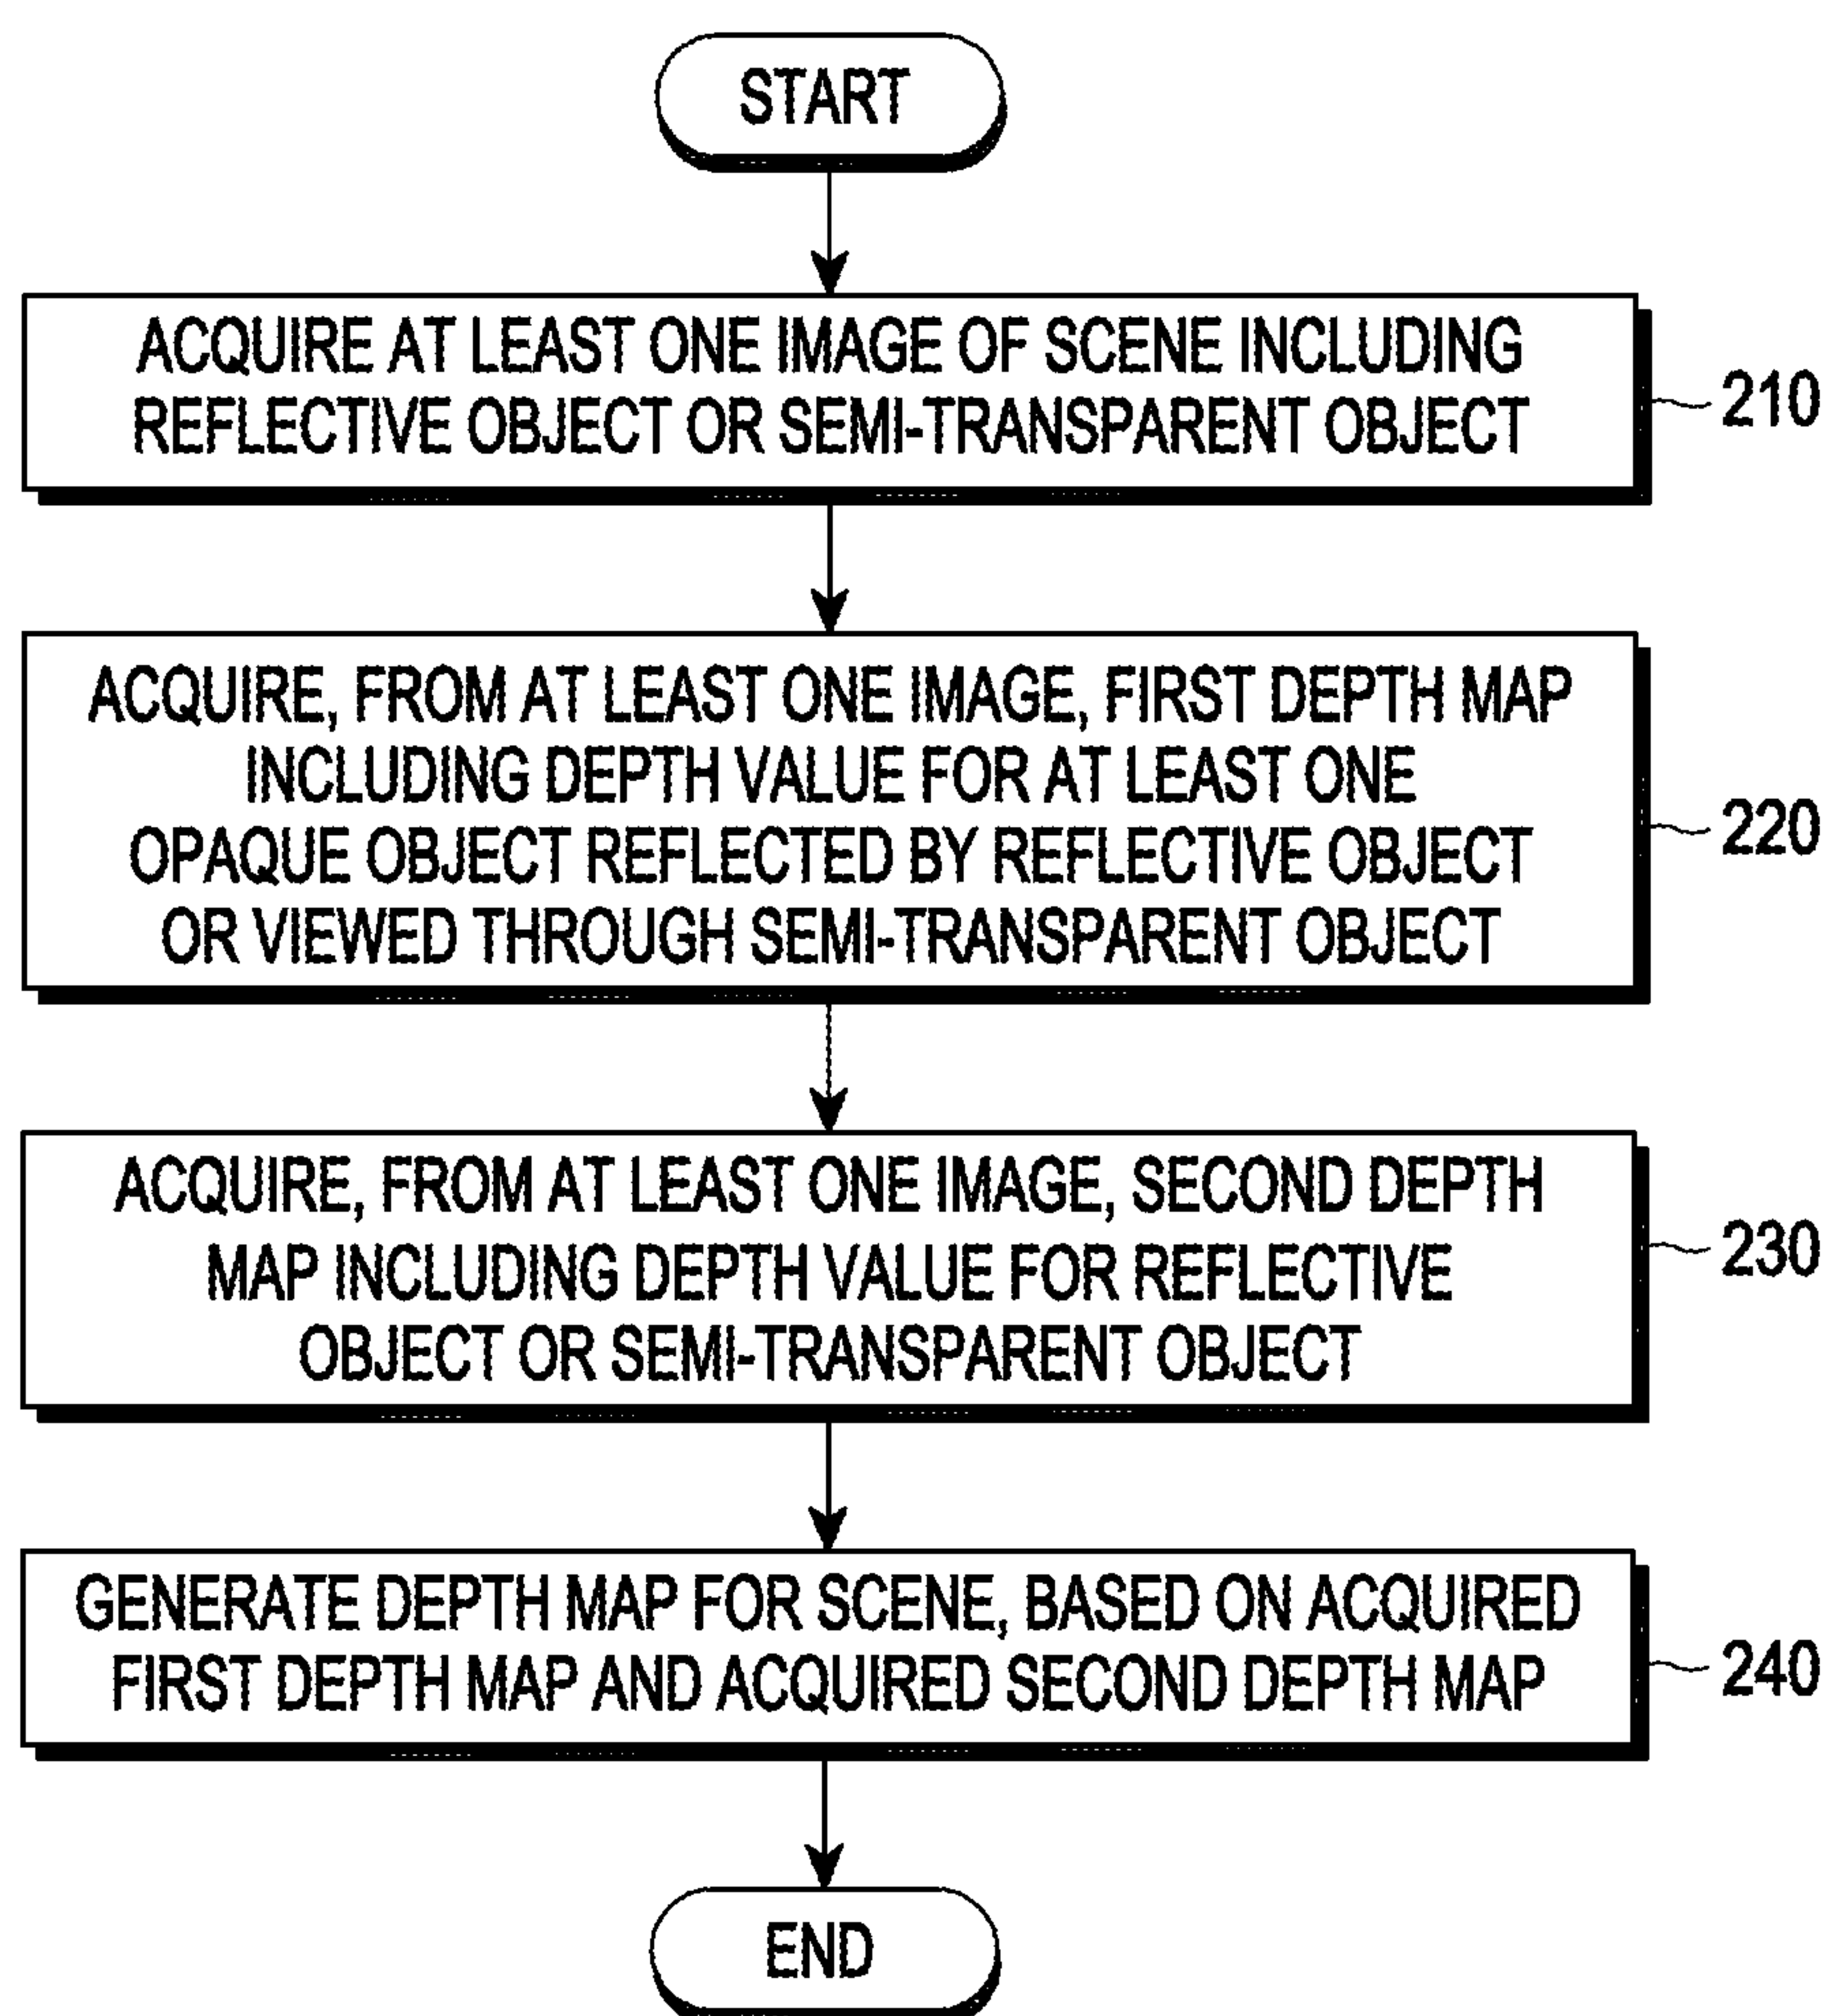 START
ACQUIRE AT LEAST ONE IMAGE OF SCENE INCLUDING
REFLECTIVE OBJECT OR SEMI-TRANSPARENT OBJECT
210
ACQUIRE, FROM AT LEAST ONE IMAGE, FIRST DEPTH MAP
INCLUDING DEPTH VALUE FOR AT LEAST ONE
OPAQUE OBJECT REFLECTED BY REFLECTIVE OBJECT
OR VIEWED THROUGH SEMI-TRANSPARENT OBJECT
220
ACQUIRE, FROM AT LEAST ONE IMAGE, SECOND DEPTH
MAP INCLUDING DEPTH VALUE FOR REFLECTIVE
OBJECT OR SEMI-TRANSPARENT OBJECT
230
GENERATE DEPTH MAP FOR SCENE, BASED ON ACQUIRED
FIRST DEPTH MAP AND ACQUIRED SECOND DEPTH MAP
240
END